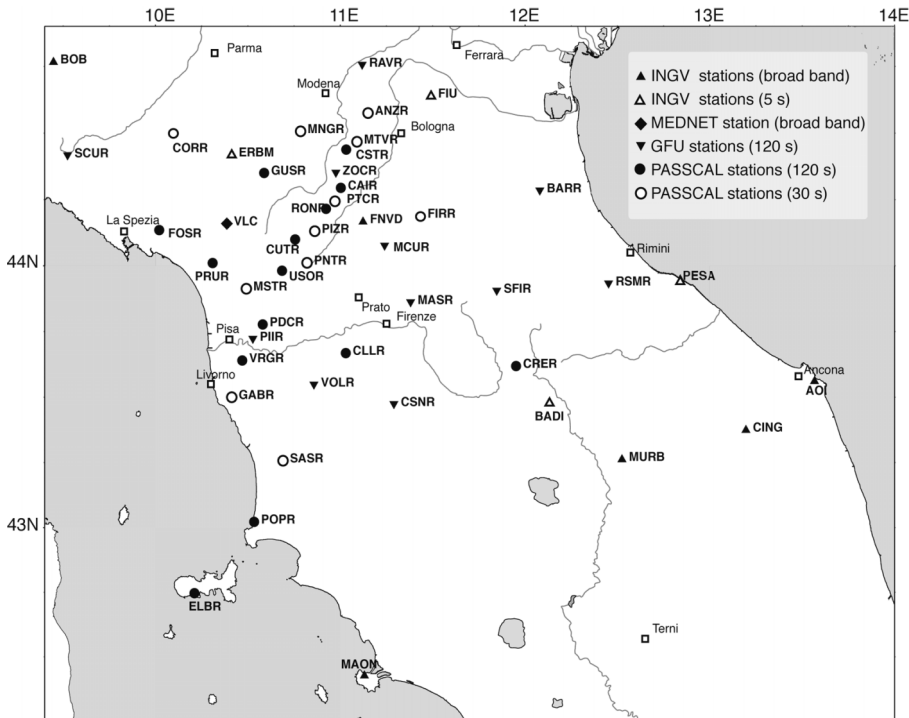 10E 11E 12E 13E 14E
Parma
BOB
RAVR
Ferrara
Modena
FIU
ANZR
MNGR
Bologna
MTVR
CORR
CSTR
SCUR
ERBM
GUSR
ZOCR
CAIR
PTCR
BARR
RONR
FNVD
FIRR
La Spezia
VLC
FOSR
PIZR
CUTR
MCUR
Rimini
44N
PRUR
PNTR
USOR
MSTR
SFIR
RSMR
PESA
Prato
MASR
Firenze
PDCR
Pisa
PIIR
VRGR
CLLR
CRER
Livorno
VOLR
GABR
CSNR
BADI
Ancona
AOI
CING
MURB
SASR
43N
POPR
ELBR
Terni
MAON
INGV stations (broad band)
INGV stations (5 s)
MEDNET station (broad band)
GFU stations (120 s)
PASSCAL stations (120 s)
PASSCAL stations (30 s)